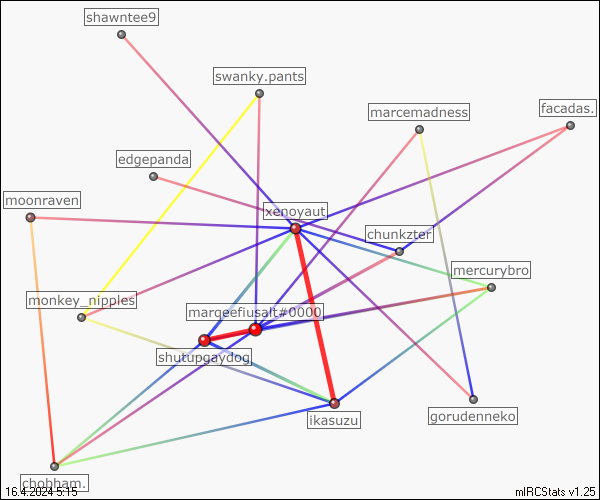 shawntee9
swanky.pants
marcemadness
facadas.
edgepanda
moonraven
xenoyaut
chunkzter
mercurybro
monkey_nipples
marqeefiusalt#0000
shutupgaydog
ikasuzu
gorudenneko
chobham.
16.4.2024 5:15
mIRCStats v1.25